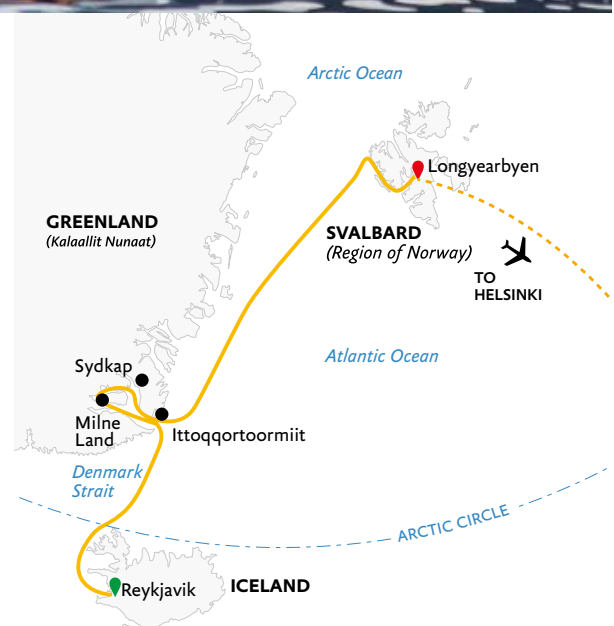 Arctic Ocean
Longyearbyen
GREENLAND
(Kalaallit Nunaat)
SVALBARD
(Region of Norway)
TO
HELSINKI
Atlantic Ocean
Sydkap
Milne
Land
Ittoqqortoormiit
Denmark
Strait
ARCTIC CIRCLE
Reykjavik
ICELAND